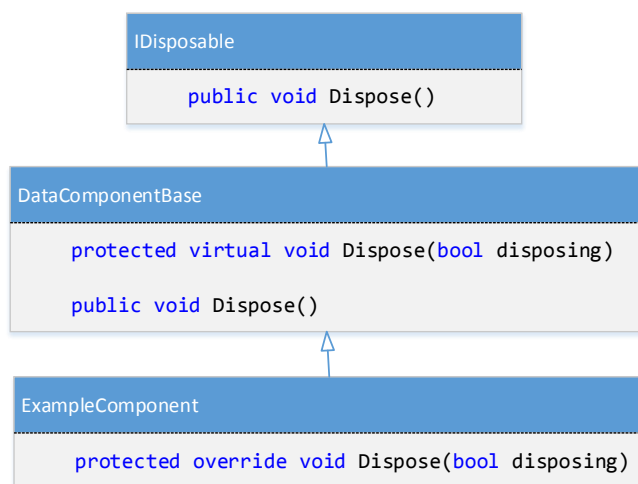 IDisposable
public void Dispose()
DataComponentBase
protected virtual void Dispose(bool disposing)
public void Dispose()
ExampleComponent
protected override void Dispose(bool disposing)